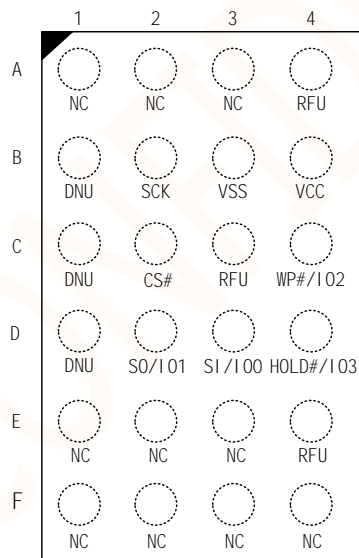 1 2 3 4
A
NC NC NC RFU
B
DNU SCK VSS VCC
C
DNU CS# RFU WP#/IO2
D
DNU SO/IO1 SI/IO0 HOLD#/IO3
E
NC NC NC RFU
F
NC NC NC NC